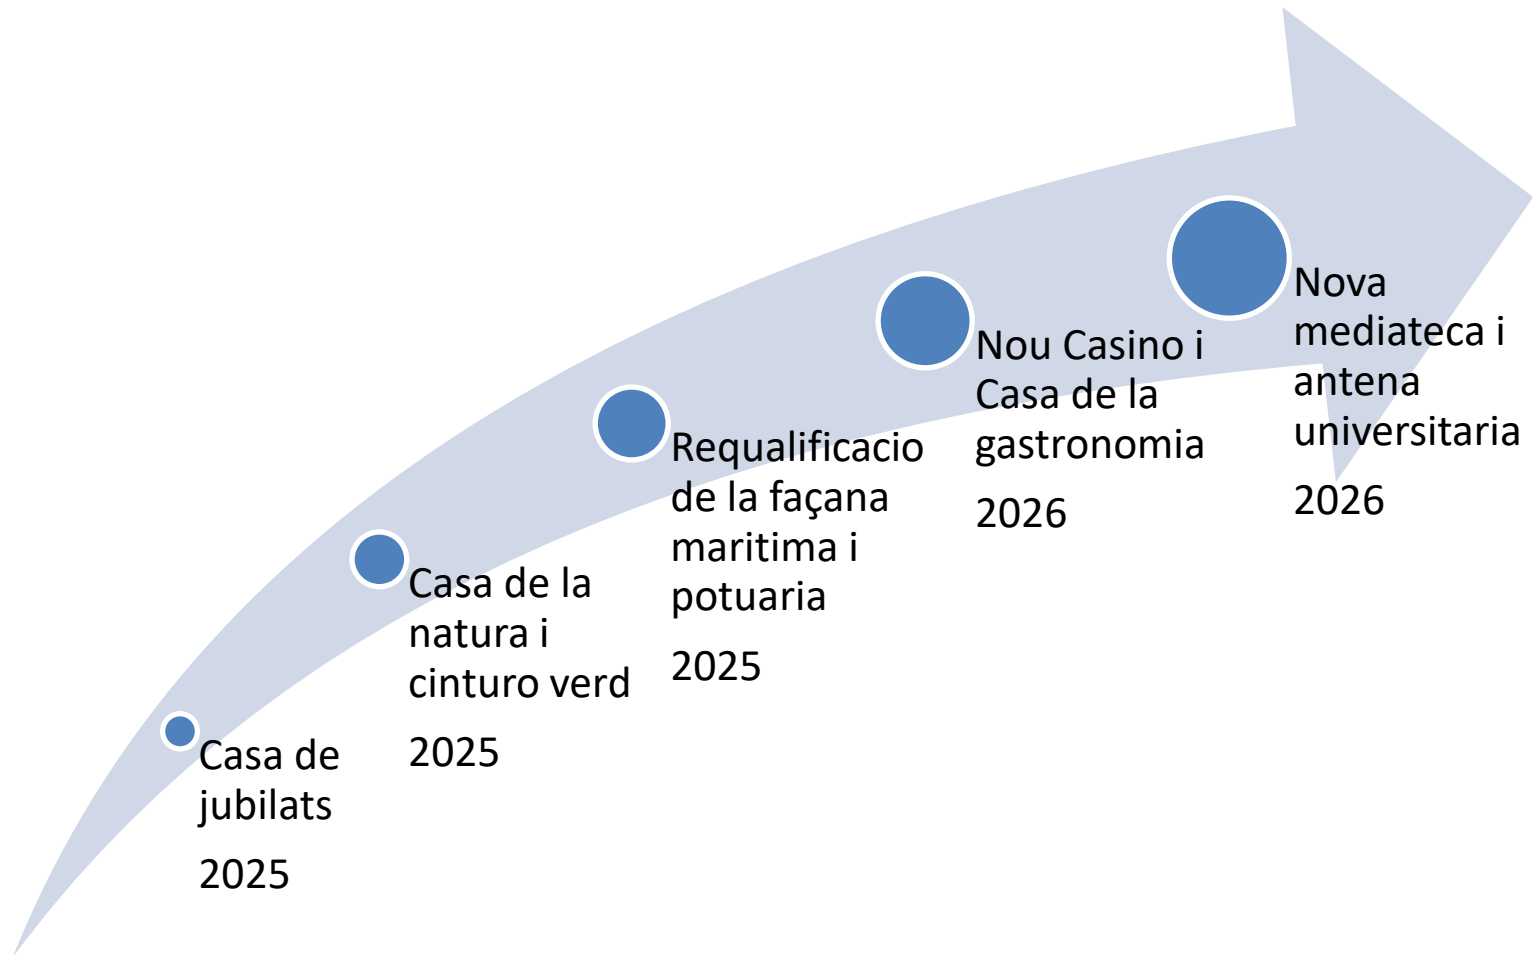 Casa de
jubilats
2025
Casa de la
natura i
cinturo verd
2025
Requalificacio
de la façana
maritima i
potuaria
2025
Nou Casino i
Casa de la
gastronomia
2026
Nova
mediateca i
antena
universitaria
2026